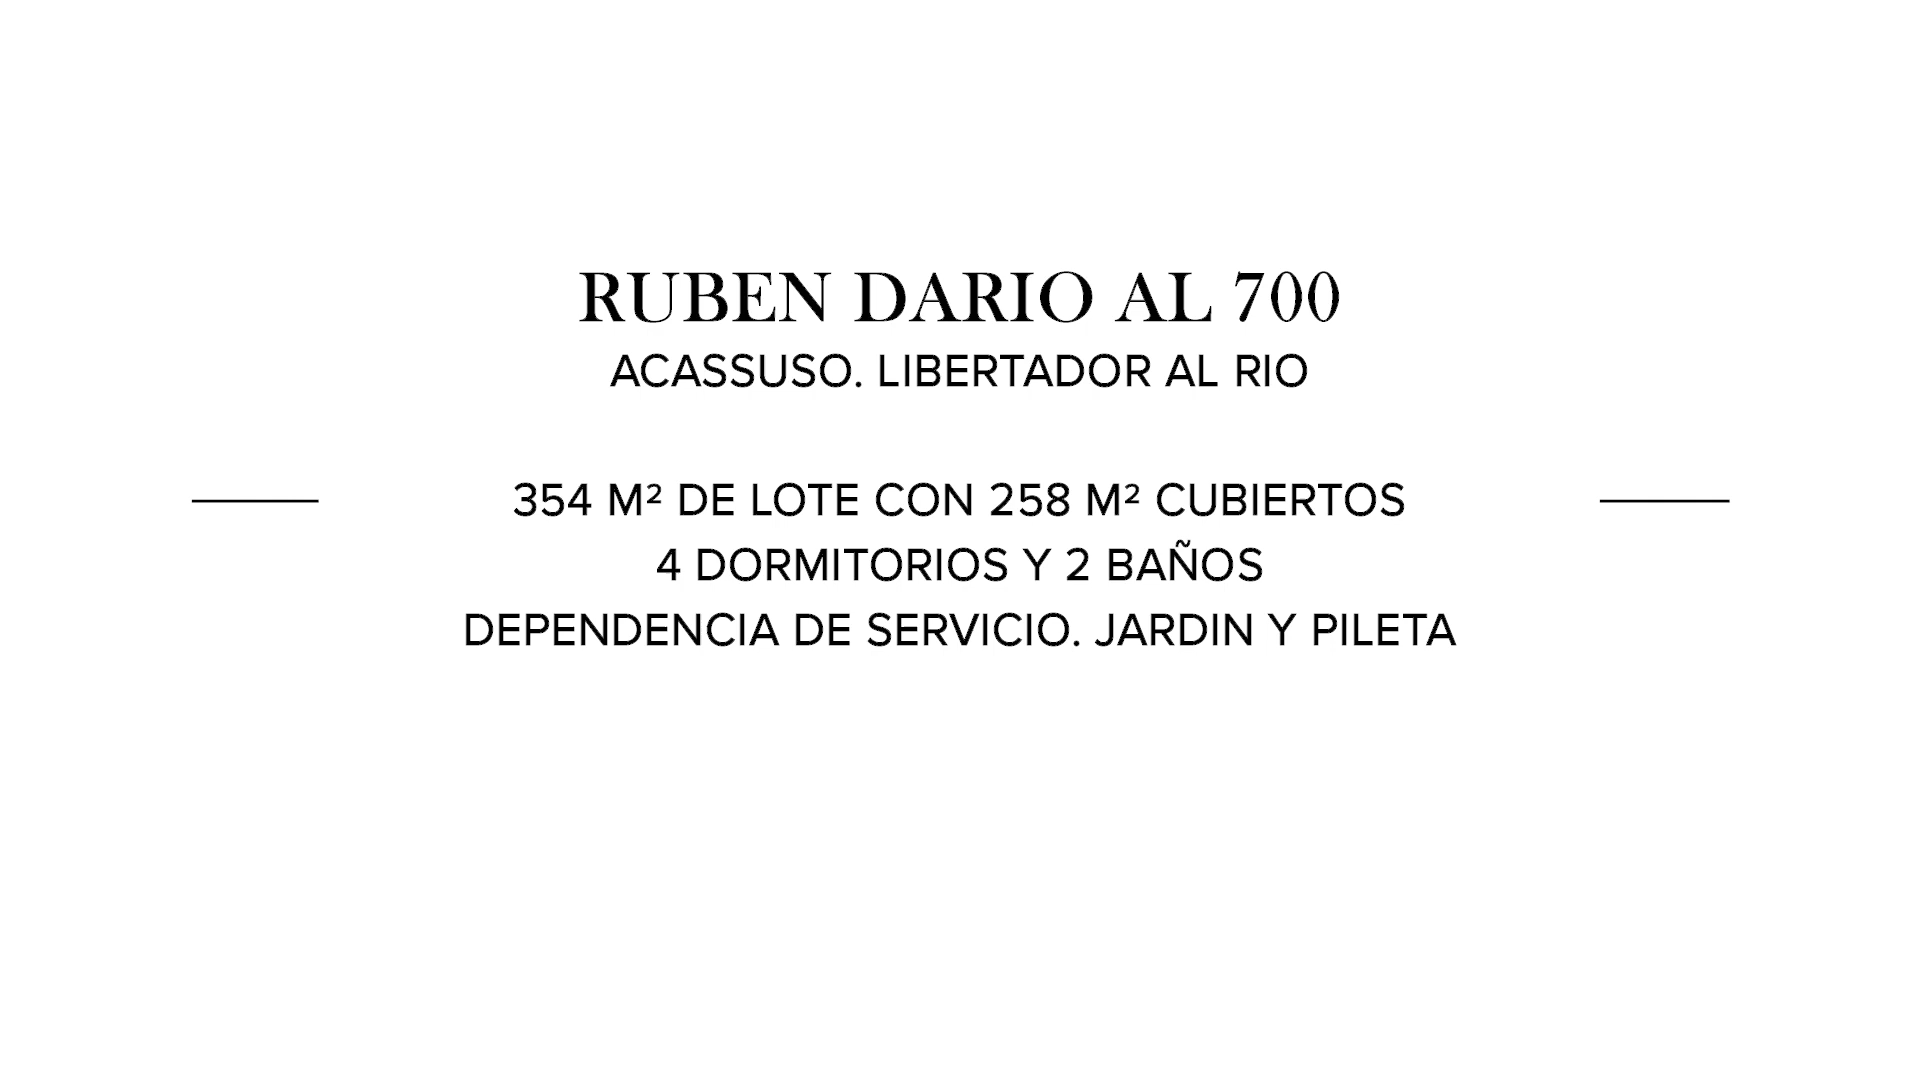 RUBEN DARIO AL 700
ACASSUSO. LIBERTADOR AL RIO
354 M² DE LOTE CON 258 M² CUBIERTOS
4 DORMITORIOS Y 2 BAÑOS
DEPENDENCIA DE SERVICIO. JARDIN Y PILETA